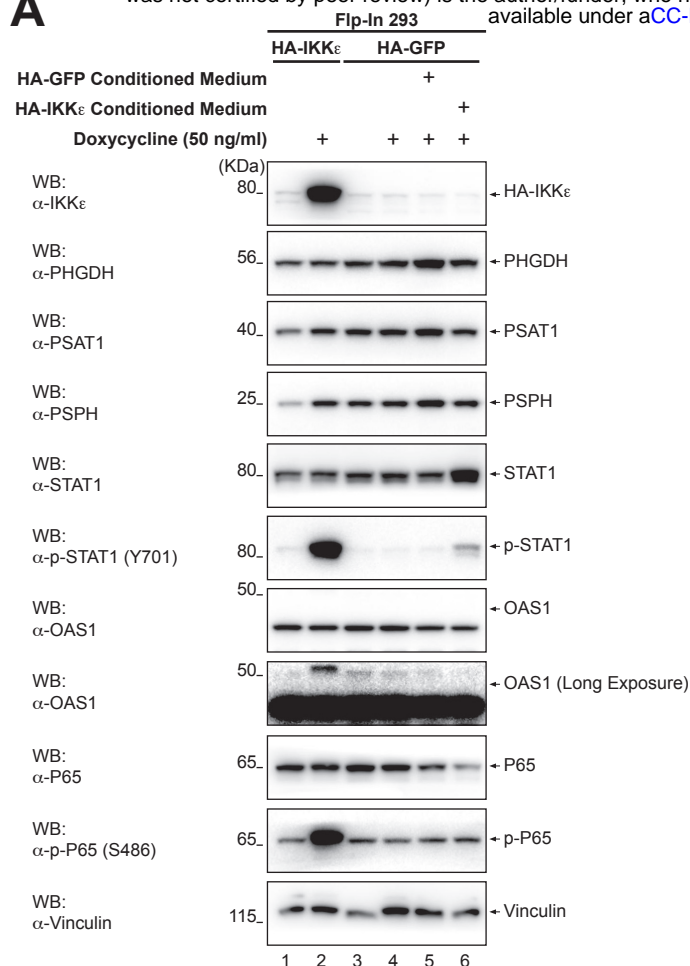 A
was not certified by peer review) is the author/funder, who h
available under aCC-
Flp-In 293
HA-IKKε HA-GFP
HA-GFP Conditioned Medium +
HA-IKKε Conditioned Medium +
Doxycycline (50 ng/ml) + + + +
(KDa)
WB:
α-IKKε
80
HA-IKKε
WB:
α-PHGDH
56
PHGDH
WB:
α-PSAT1
40
PSAT1
WB:
α-PSPH
25
PSPH
WB:
α-STAT1
80
STAT1
WB:
α-p-STAT1 (Y701)
80
p-STAT1
WB:
α-OAS1
50
OAS1
WB:
α-OAS1
50
OAS1 (Long Exposure)
WB:
α-P65
65
P65
WB:
α-p-P65 (S486)
65
p-P65
WB:
α-Vinculin
115
Vinculin
1 2 3 4 5 6